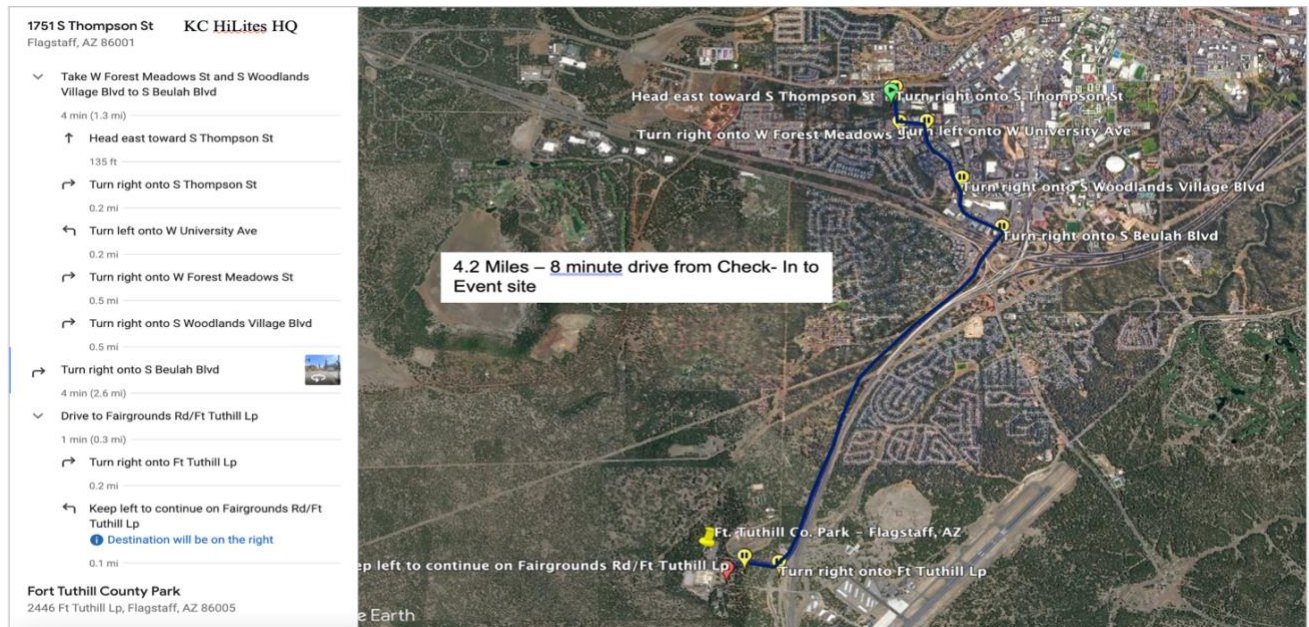 1751 S Thompson St KC HiLites HQ
Flagstaff, AZ 86001
Take W Forest Meadows St and S Woodlands
Village Blvd to S Beulah Blvd
4 min (1.3 mi)
Head east toward S Thompson St
135 ft
Turn right onto S Thompson St
0.2 mi
Turn left onto W University Ave
0.2 mi
Turn right onto W Forest Meadows St
0.5 mi
Turn right onto S Woodlands Village Blvd
0.5 mi
Turn right onto S Beulah Blvd
4 min (2.6 mi)
Drive to Fairgrounds Rd/Ft Tuthill Lp
1 min (0.3 mi)
Turn right onto Ft Tuthill Lp
0.2 mi
Keep left to continue on Fairgrounds Rd/Ft
Tuthill Lp
Destination will be on the right
0.1 mi
Fort Tuthill County Park
2446 Ft Tuthill Lp, Flagstaff, AZ 86005
Head east toward S Thompson St
Turn right onto S Thompson St
Turn right onto W Forest Meadows St
Turn left onto W University Ave
Turn right onto S Woodlands Village Blvd
Turn right onto S Beulah Blvd
4.2 Miles – 8 minute drive from Check- In to
Event site
Ft. Tuthill Co. Park - Flagstaff, AZ
ep left to continue on Fairgrounds Rd/Ft Tuthill Lp
Turn right onto Ft Tuthill Lp
e Earth